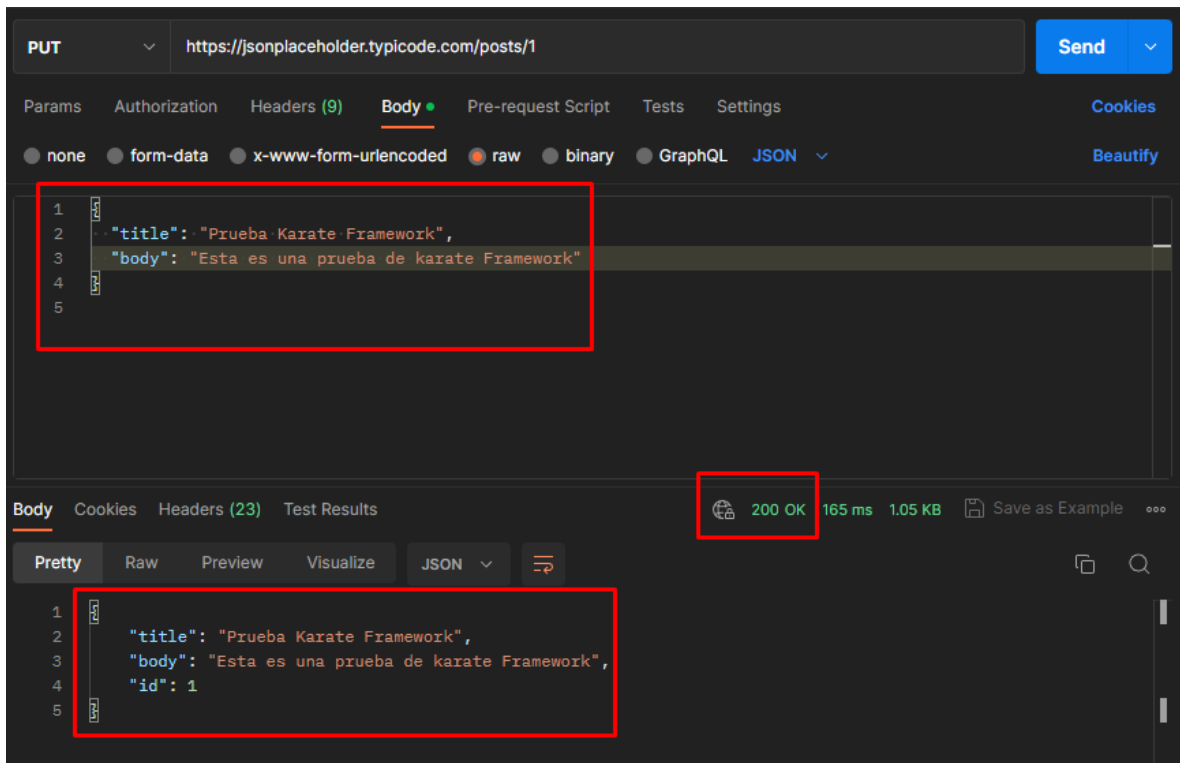 PUT https://jsonplaceholder.typicode.com/posts/1 Send
Params Authorization Headers (9) Body Pre-request Script Tests Settings Cookies
none form-data x-www-form-urlencoded raw binary GraphQL JSON Beautify
1 {
2 "title": "Prueba Karate Framework",
3 "body": "Esta es una prueba de karate Framework"
4 }
5
Body Cookies Headers (23) Test Results 200 OK 165 ms 1.05 KB Save as Example
Pretty Raw Preview Visualize JSON
1 {
2 "title": "Prueba Karate Framework",
3 "body": "Esta es una prueba de karate Framework",
4 "id": 1
5 }